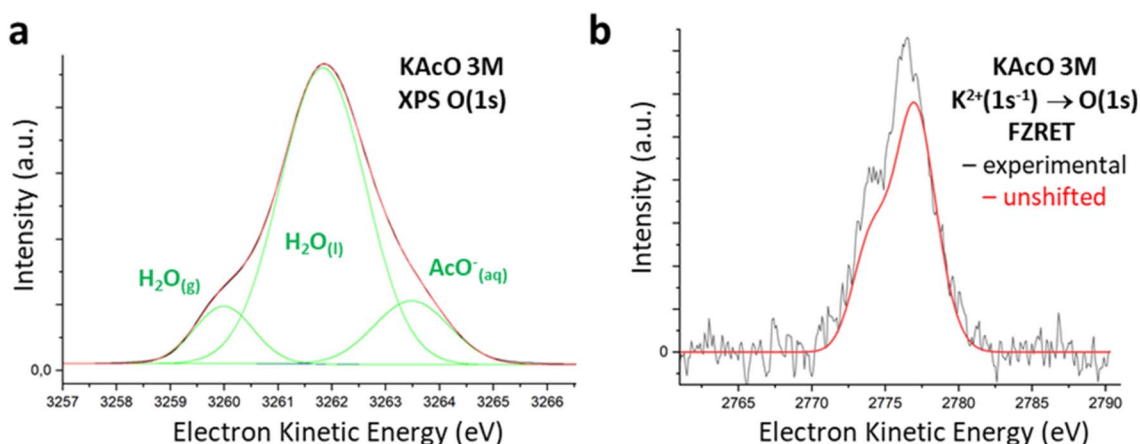 a
KAcO 3M
XPS O(1s)
H₂O₍g₎
H₂O₍l₎
AcO⁻₍aq₎
Intensity (a.u.)
0,0
3257 3258 3259 3260 3261 3262 3263 3264 3265 3266
Electron Kinetic Energy (eV)
b
KAcO 3M
K²⁺(1s⁻¹) → O(1s)
FZRET
– experimental
– unshifted
Intensity (a.u.)
0
2765 2770 2775 2780 2785 2790
Electron Kinetic Energy (eV)